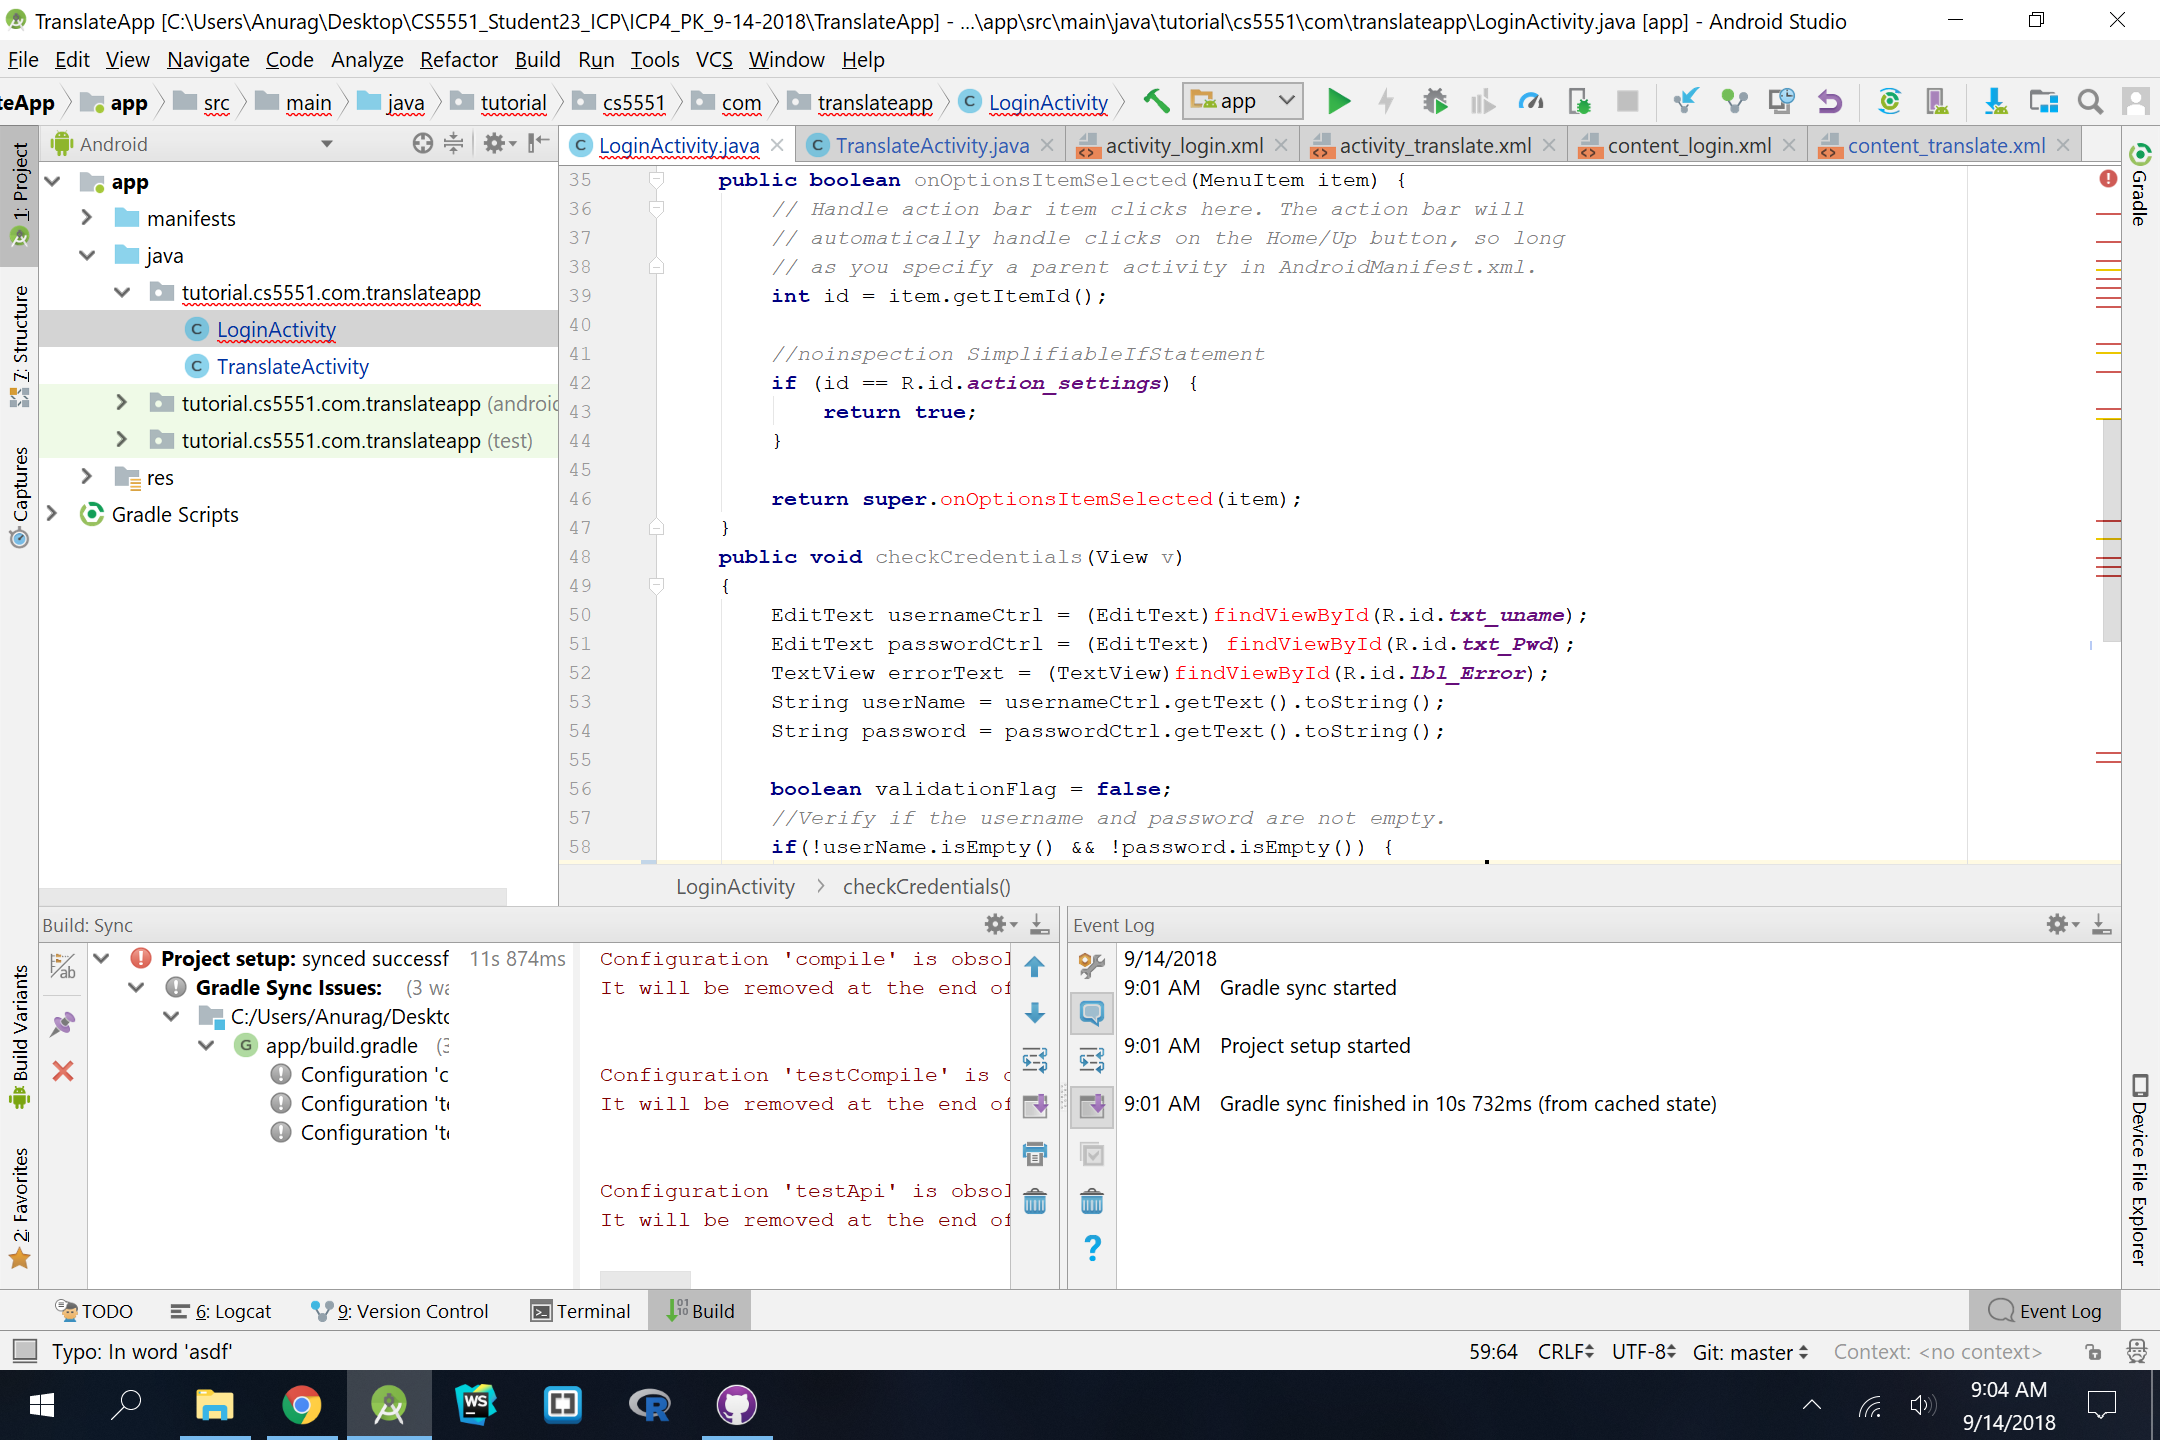 TranslateApp [C:\Users\Anurag\Desktop\CS5551_Student23_ICP\ICP4_PK_9-14-2018\TranslateApp] - ...\app\src\main\java\tutorial\cs5551\com\translateapp\LoginActivity.java [app] - Android Studio
File Edit View Navigate Code Analyze Refactor Build Run Tools VCS Window Help
teApp app src main java tutorial cs5551 com translateapp LoginActivity app
Android
LoginActivity.java TranslateActivity.java activity_login.xml activity_translate.xml content_login.xml content_translate.xml
1: Project
7: Structure
Captures
Build Variants
2: Favorites
app
manifests
java
tutorial.cs5551.com.translateapp
LoginActivity
TranslateActivity
tutorial.cs5551.com.translateapp (android
tutorial.cs5551.com.translateapp (test)
res
Gradle Scripts
35 public boolean onOptionsItemSelected(MenuItem item) {
36 // Handle action bar item clicks here. The action bar will
37 // automatically handle clicks on the Home/Up button, so long
38 // as you specify a parent activity in AndroidManifest.xml.
39 int id = item.getItemId();
40
41 //noinspection SimplifiableIfStatement
42 if (id == R.id.action_settings) {
43 return true;
44 }
45
46 return super.onOptionsItemSelected(item);
47 }
48 public void checkCredentials(View v)
49 {
50 EditText usernameCtrl = (EditText)findViewById(R.id.txt_uname);
51 EditText passwordCtrl = (EditText) findViewById(R.id.txt_Pwd);
52 TextView errorText = (TextView)findViewById(R.id.lbl_Error);
53 String userName = usernameCtrl.getText().toString();
54 String password = passwordCtrl.getText().toString();
55
56 boolean validationFlag = false;
57 //Verify if the username and password are not empty.
58 if(!userName.isEmpty() && !password.isEmpty()) {
LoginActivity checkCredentials()
Gradle
Device File Explorer
Build: Sync
Project setup: synced successf 11s 874ms
Gradle Sync Issues: (3 wa
C:/Users/Anurag/Deskto
app/build.gradle (3
Configuration 'c
Configuration 'te
Configuration 'te
Configuration 'compile' is obsol
It will be removed at the end of
Configuration 'testCompile' is o
It will be removed at the end of
Configuration 'testApi' is obsol
It will be removed at the end of
Event Log
9/14/2018
9:01 AM Gradle sync started
9:01 AM Project setup started
9:01 AM Gradle sync finished in 10s 732ms (from cached state)
TODO 6: Logcat 9: Version Control Terminal Build Event Log
Typo: In word 'asdf' 59:64 CRLF UTF-8 Git: master Context: <no context>
WS
R
9:04 AM
9/14/2018